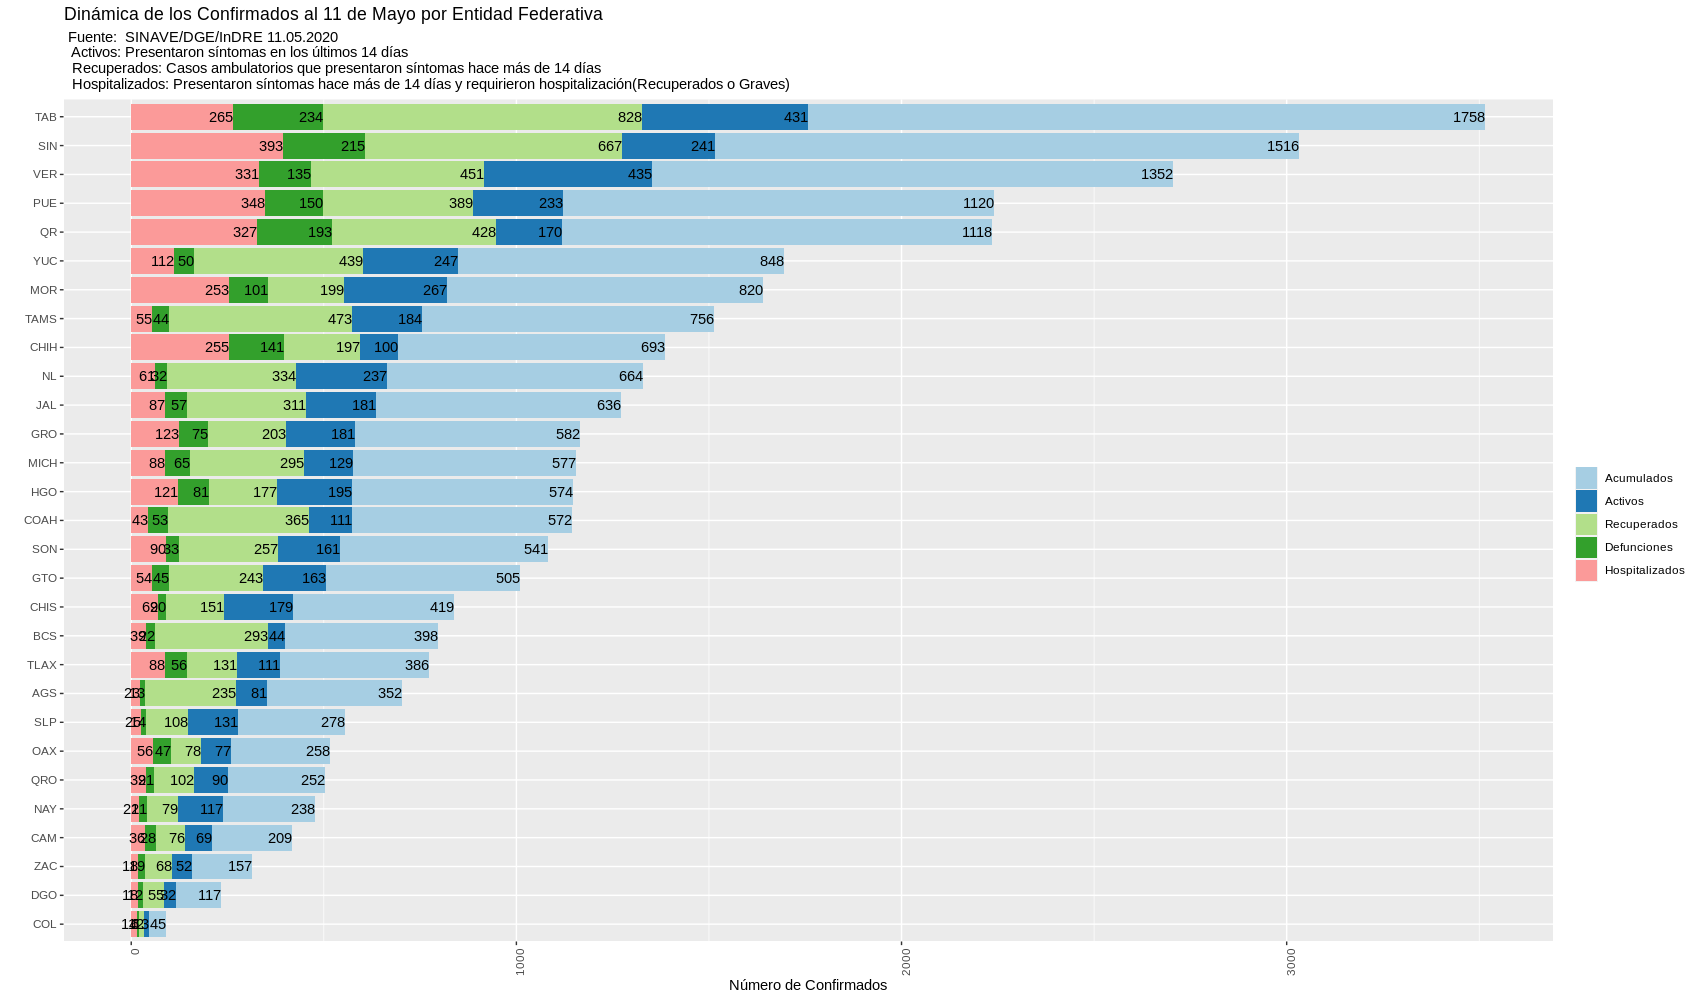 Dinámica de los Confirmados al 11 de Mayo por Entidad Federativa
Fuente:  SINAVE/DGE/InDRE 11.05.2020
Activos: Presentaron síntomas en los últimos 14 días
Recuperados: Casos ambulatorios que presentaron síntomas hace más de 14 días
Hospitalizados: Presentaron síntomas hace más de 14 días y requirieron hospitalización(Recuperados o Graves)
TAB 265 234 828 431 1758
SIN 393 215 667 241 1516
VER 331 135 451 435 1352
PUE 348 150 389 233 1120
QR 327 193 428 170 1118
YUC 112 50 439 247 848
MOR 253 101 199 267 820
TAMS 55 44 473 184 756
CHIH 255 141 197 100 693
NL 61 32 334 237 664
JAL 87 57 311 181 636
GRO 123 75 203 181 582
MICH 88 65 295 129 577
HGO 121 81 177 195 574
COAH 43 53 365 111 572
SON 90 33 257 161 541
GTO 54 45 243 163 505
CHIS 69 20 151 179 419
BCS 39 22 293 44 398
TLAX 88 56 131 111 386
AGS 23 13 235 81 352
SLP 25 14 108 131 278
OAX 56 47 78 77 258
QRO 39 21 102 90 252
NAY 21 21 79 117 238
CAM 36 28 76 69 209
ZAC 18 19 68 52 157
DGO 18 12 55 32 117
COL 45
0 1000 2000 3000
Número de Confirmados
Acumulados
Activos
Recuperados
Defunciones
Hospitalizados